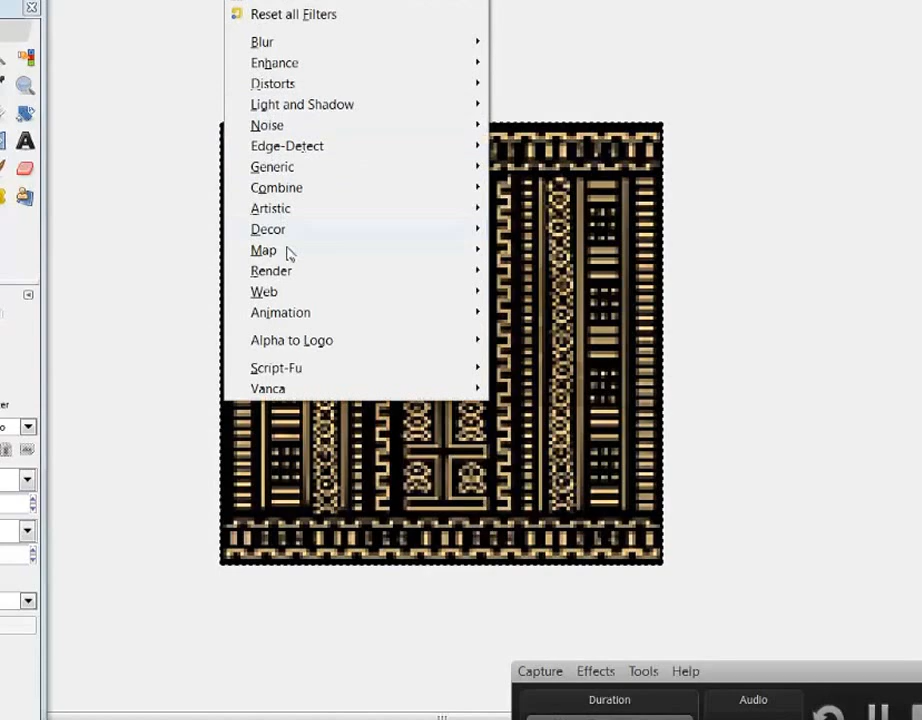 Reset all Filters
Blur
Enhance
Distorts
Light and Shadow
Noise
Edge-Detect
Generic
Combine
Artistic
Decor
Map
Render
Web
Animation
Alpha to Logo
Script-Fu
Vanca
Capture Effects Tools Help
Duration Audio